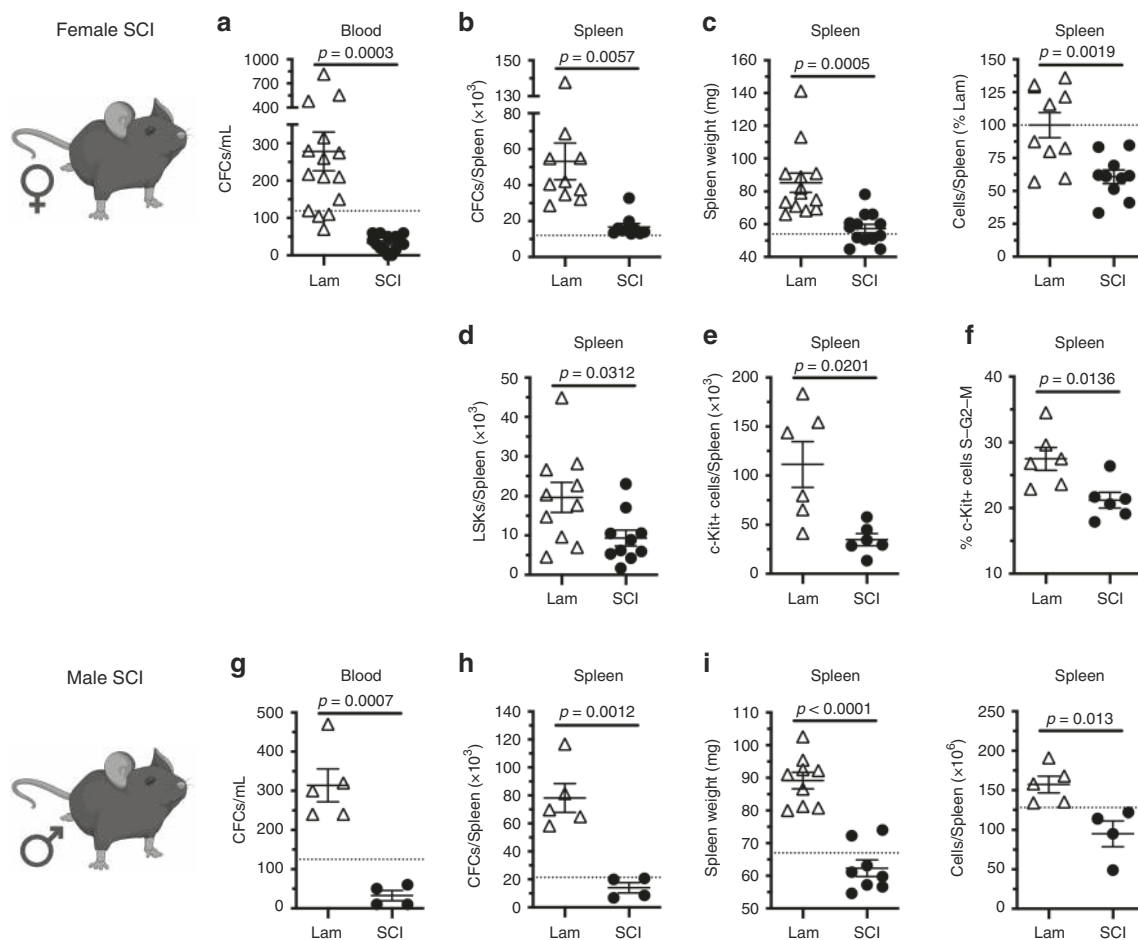 Female SCI
a
Blood
p = 0.0003
CFCs/mL
1000
700
400
300
200
100
0
Lam SCI
b
Spleen
p = 0.0057
CFCs/Spleen (×10³)
150
130
80
60
40
20
0
Lam SCI
c
Spleen
p = 0.0005
Spleen weight (mg)
160
140
120
100
80
60
40
Lam SCI
Spleen
p = 0.0019
Cells/Spleen (% Lam)
150
125
100
75
50
25
0
Lam SCI
d
Spleen
p = 0.0312
LSKs/Spleen (×10³)
50
40
30
20
10
0
Lam SCI
e
Spleen
p = 0.0201
c-Kit+ cells/Spleen (×10³)
200
150
100
50
0
Lam SCI
f
Spleen
p = 0.0136
% c-Kit+ cells S–G2–M
40
30
20
10
Lam SCI
Male SCI
g
Blood
p = 0.0007
CFCs/mL
500
400
300
200
100
0
Lam SCI
h
Spleen
p = 0.0012
CFCs/Spleen (×10³)
140
120
100
80
60
40
20
0
Lam SCI
i
Spleen
p < 0.0001
Spleen weight (mg)
110
100
90
80
70
60
50
Lam SCI
Spleen
p = 0.013
Cells/Spleen (×10⁶)
250
200
150
100
50
0
Lam SCI